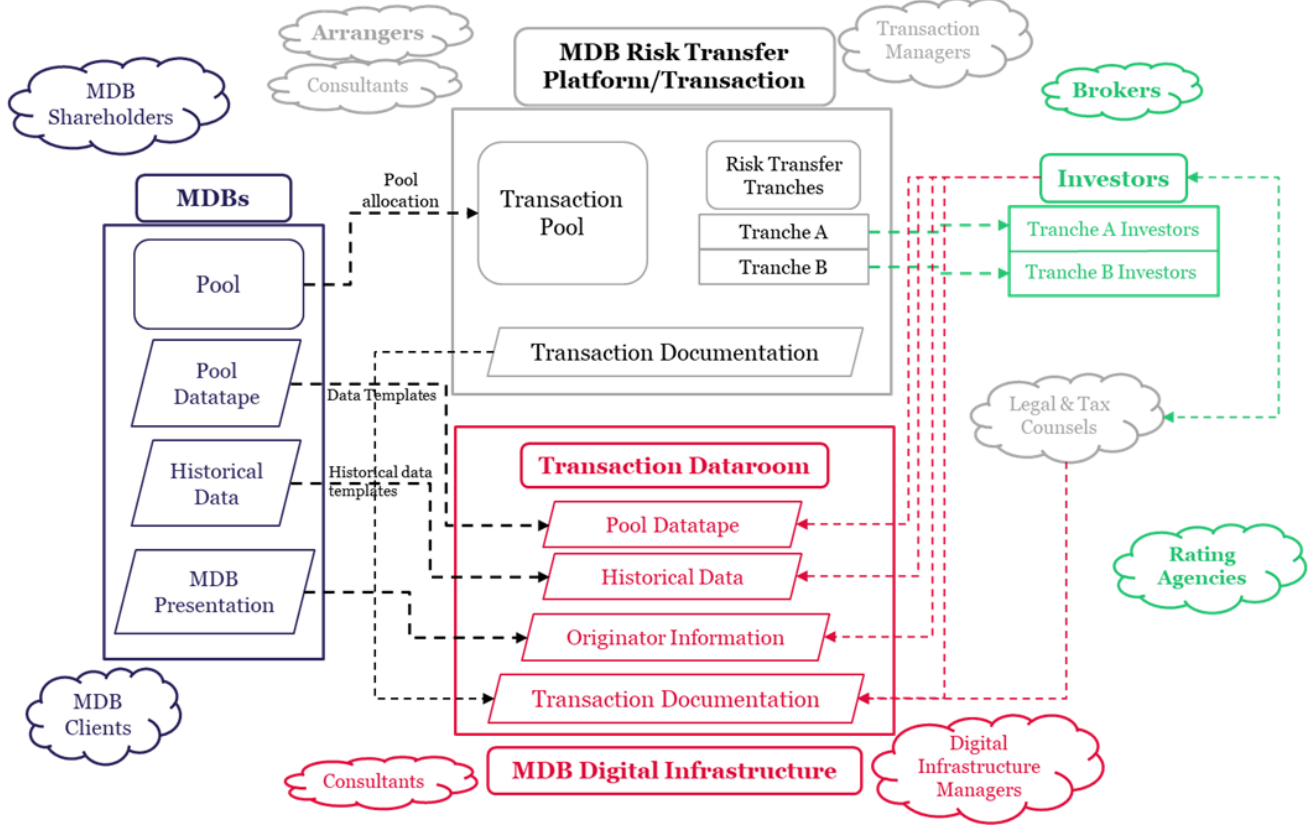 Arrangers
Consultants
MDB Risk Transfer
Platform/Transaction
Transaction
Managers
MDB
Shareholders
Brokers
MDBs
Pool
allocation
Transaction
Pool
Risk Transfer
Tranches
Tranche A
Tranche B
Investors
Tranche A Investors
Tranche B Investors
Pool
Pool
Datatape
Data Templates
Transaction Documentation
Legal & Tax
Counsels
Historical
Data
Historical data
templates
Transaction Dataroom
Pool Datatape
Historical Data
Originator Information
Transaction Documentation
MDB
Presentation
Rating
Agencies
MDB
Clients
Consultants
MDB Digital Infrastructure
Digital
Infrastructure
Managers